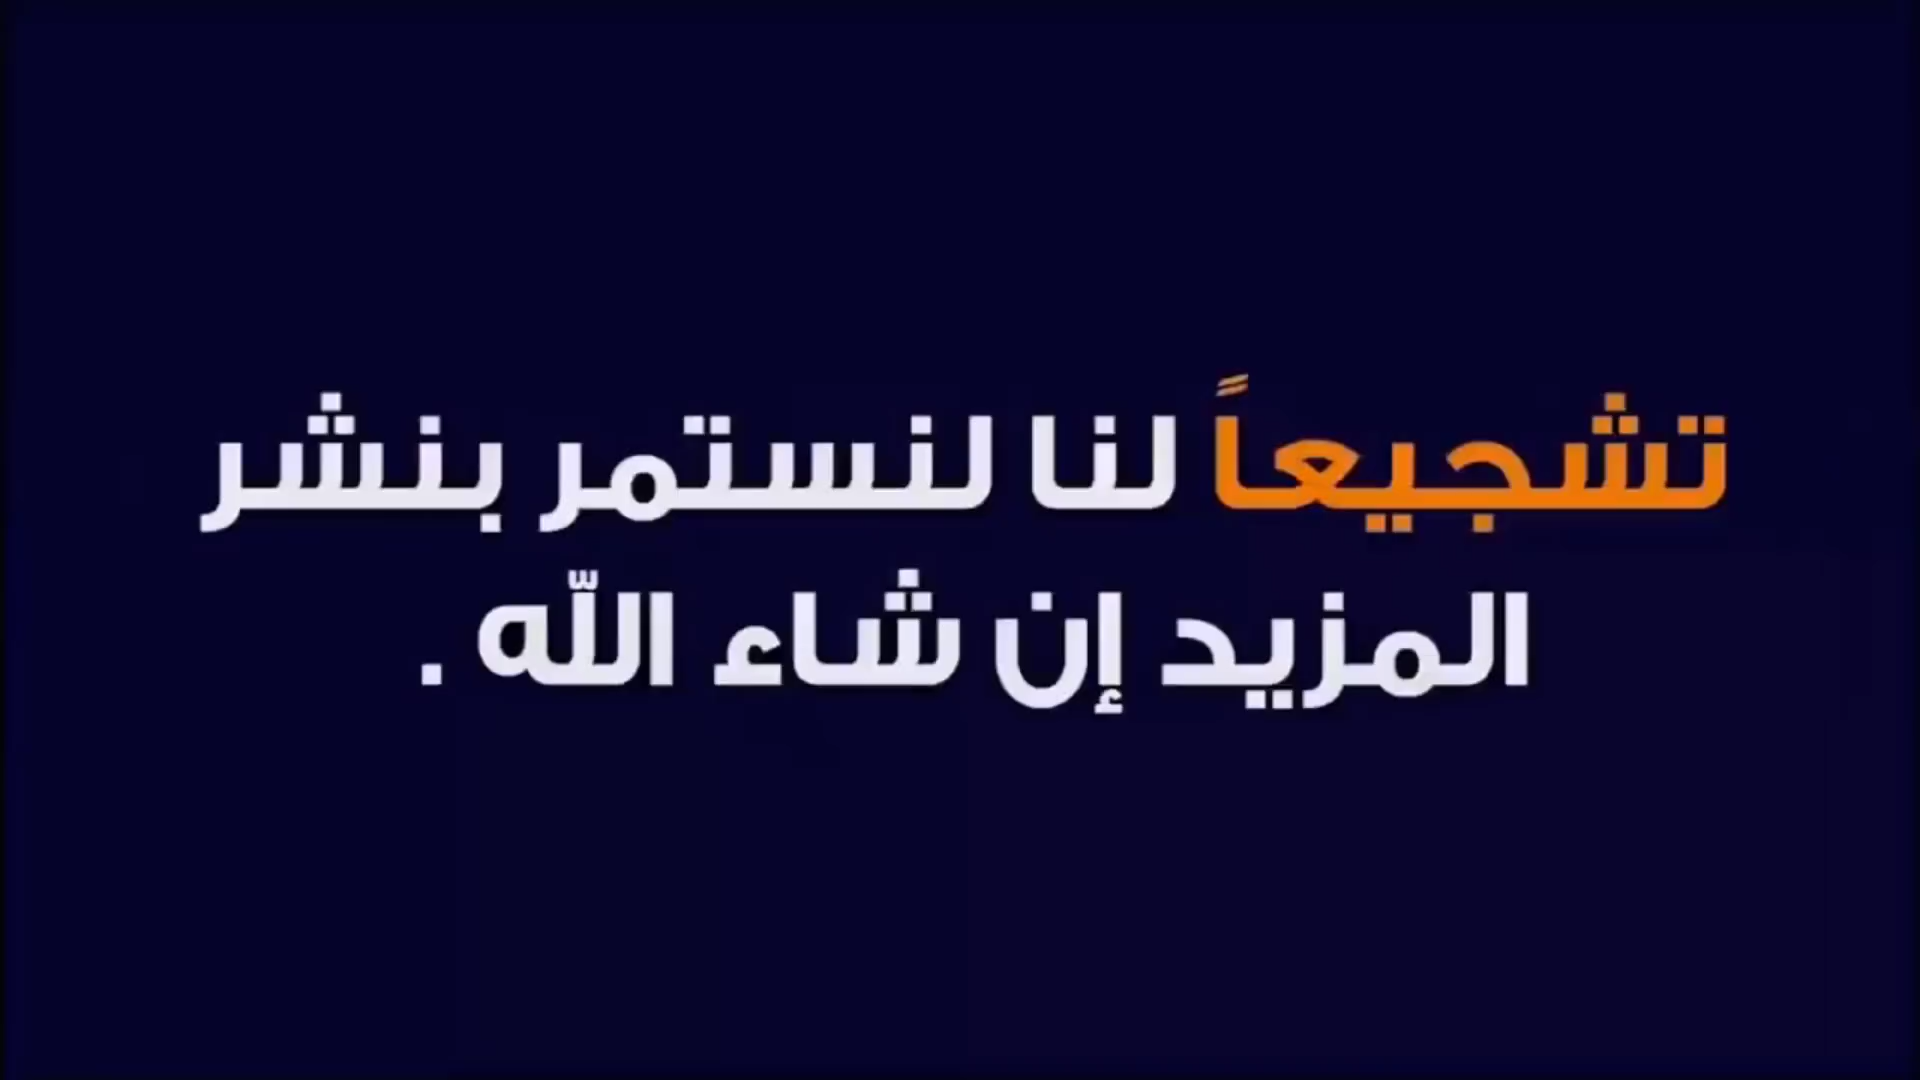 تشجيعاً لنا لنستمر بنشر
المزيد إن شاء اللّه .